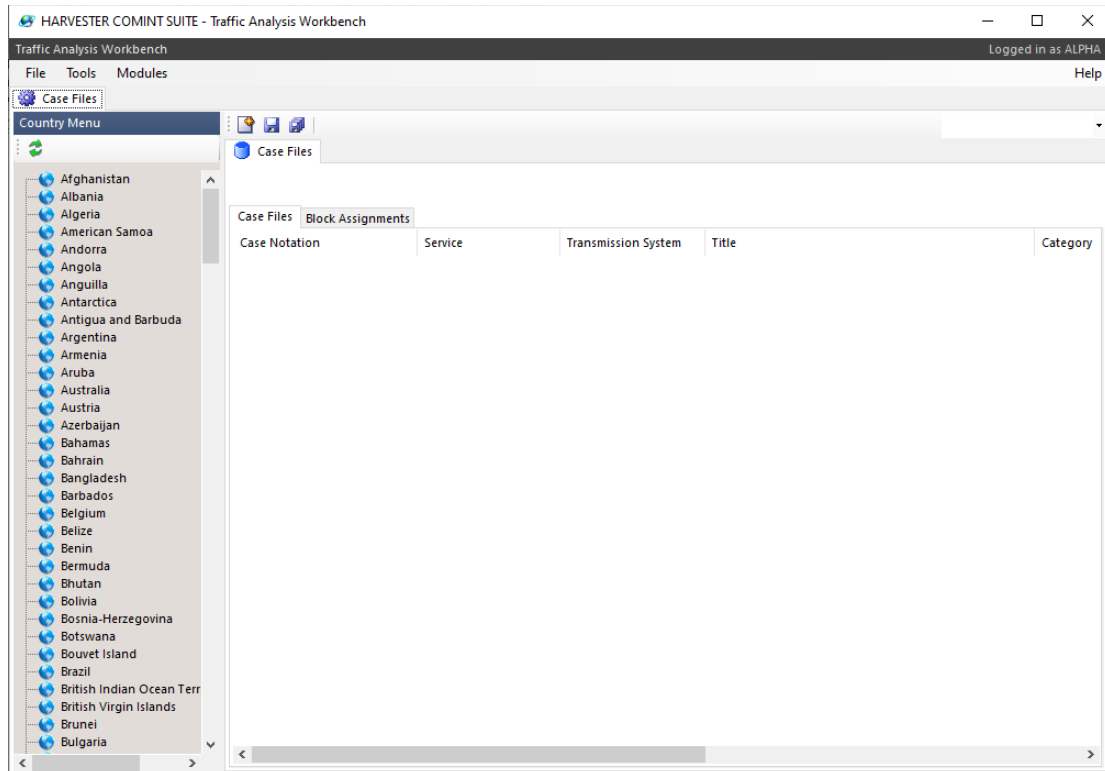 HARVESTER COMINT SUITE - Traffic Analysis Workbench
Traffic Analysis Workbench Logged in as ALPHA
File Tools Modules Help
Case Files
Country Menu
Case Files
Afghanistan
Albania
Algeria
American Samoa
Andorra
Angola
Anguilla
Antarctica
Antigua and Barbuda
Argentina
Armenia
Aruba
Australia
Austria
Azerbaijan
Bahamas
Bahrain
Bangladesh
Barbados
Belgium
Belize
Benin
Bermuda
Bhutan
Bolivia
Bosnia-Herzegovina
Botswana
Bouvet Island
Brazil
British Indian Ocean Terr
British Virgin Islands
Brunei
Bulgaria
Case Files Block Assignments
Case Notation Service Transmission System Title Category